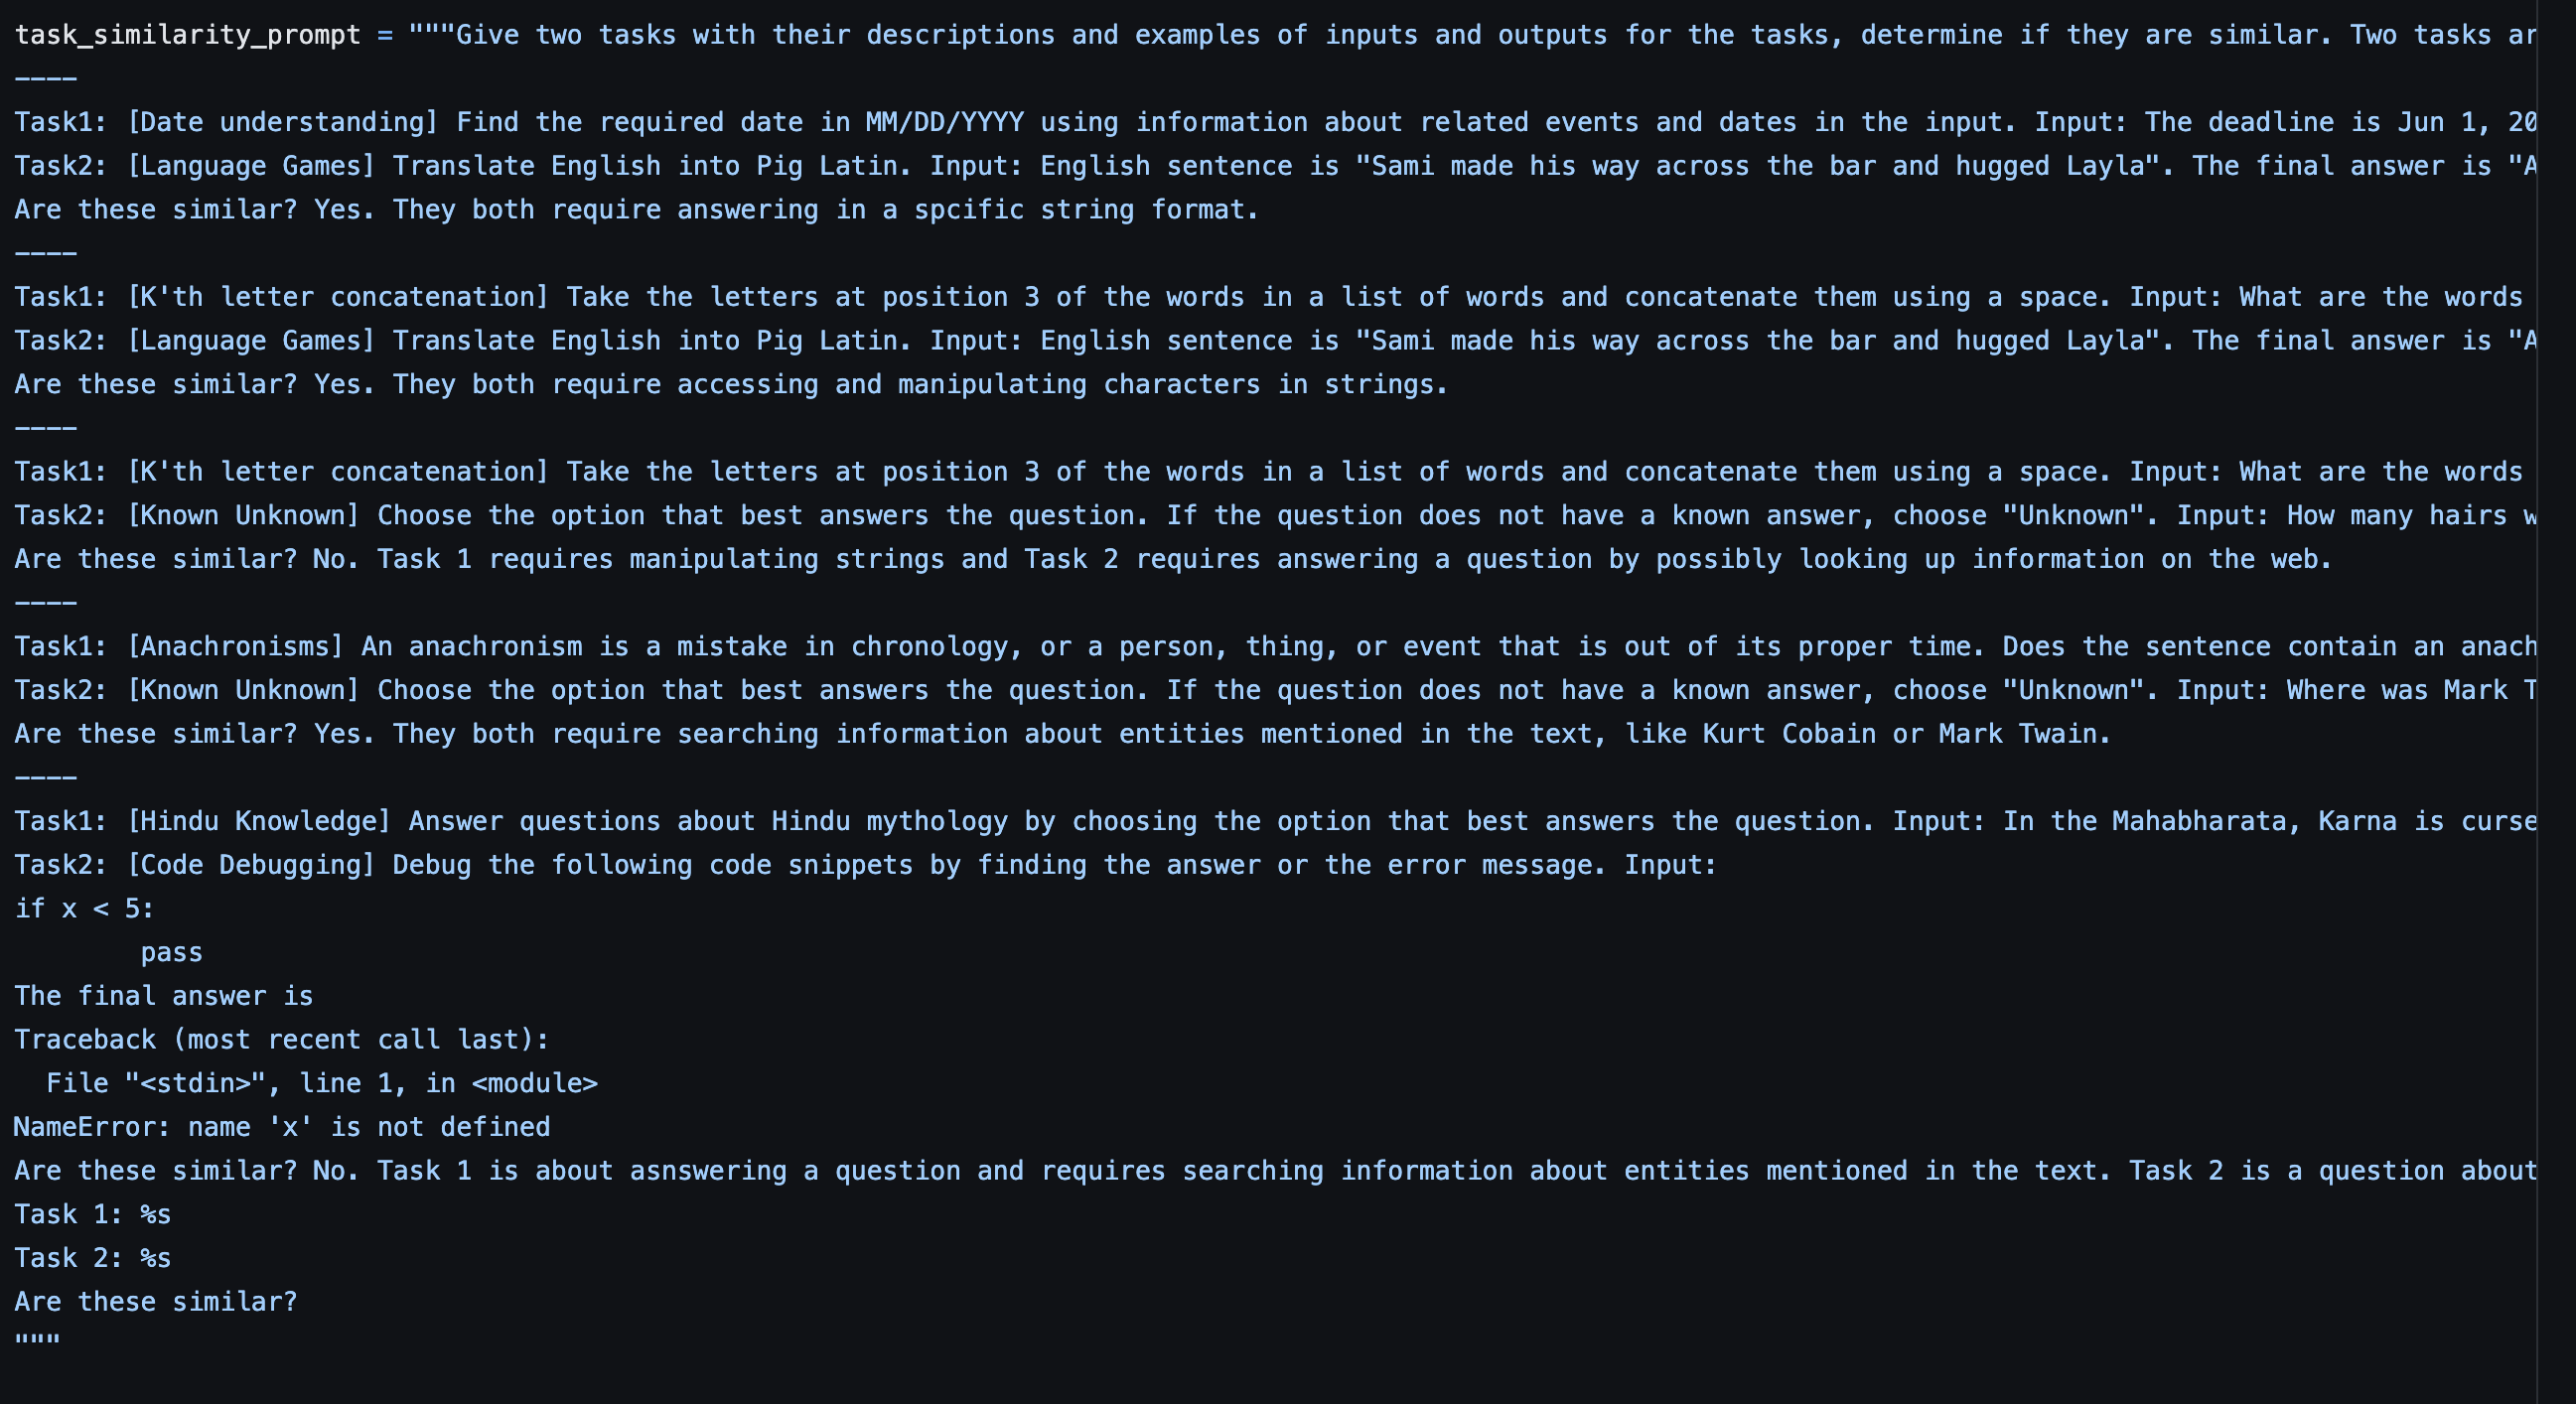 task_similarity_prompt = """Give two tasks with their descriptions and examples of inputs and outputs for the tasks, determine if they are similar. Two tasks ar
----
Task1: [Date understanding] Find the required date in MM/DD/YYYY using information about related events and dates in the input. Input: The deadline is Jun 1, 20
Task2: [Language Games] Translate English into Pig Latin. Input: English sentence is "Sami made his way across the bar and hugged Layla". The final answer is "A
Are these similar? Yes. They both require answering in a spcific string format.
----
Task1: [K'th letter concatenation] Take the letters at position 3 of the words in a list of words and concatenate them using a space. Input: What are the words
Task2: [Language Games] Translate English into Pig Latin. Input: English sentence is "Sami made his way across the bar and hugged Layla". The final answer is "A
Are these similar? Yes. They both require accessing and manipulating characters in strings.
----
Task1: [K'th letter concatenation] Take the letters at position 3 of the words in a list of words and concatenate them using a space. Input: What are the words
Task2: [Known Unknown] Choose the option that best answers the question. If the question does not have a known answer, choose "Unknown". Input: How many hairs w
Are these similar? No. Task 1 requires manipulating strings and Task 2 requires answering a question by possibly looking up information on the web.
----
Task1: [Anachronisms] An anachronism is a mistake in chronology, or a person, thing, or event that is out of its proper time. Does the sentence contain an anach
Task2: [Known Unknown] Choose the option that best answers the question. If the question does not have a known answer, choose "Unknown". Input: Where was Mark T
Are these similar? Yes. They both require searching information about entities mentioned in the text, like Kurt Cobain or Mark Twain.
----
Task1: [Hindu Knowledge] Answer questions about Hindu mythology by choosing the option that best answers the question. Input: In the Mahabharata, Karna is curse
Task2: [Code Debugging] Debug the following code snippets by finding the answer or the error message. Input:
if x < 5:
        pass
The final answer is
Traceback (most recent call last):
  File "<stdin>", line 1, in <module>
NameError: name 'x' is not defined
Are these similar? No. Task 1 is about asnswering a question and requires searching information about entities mentioned in the text. Task 2 is a question about
Task 1: %s
Task 2: %s
Are these similar?
"""